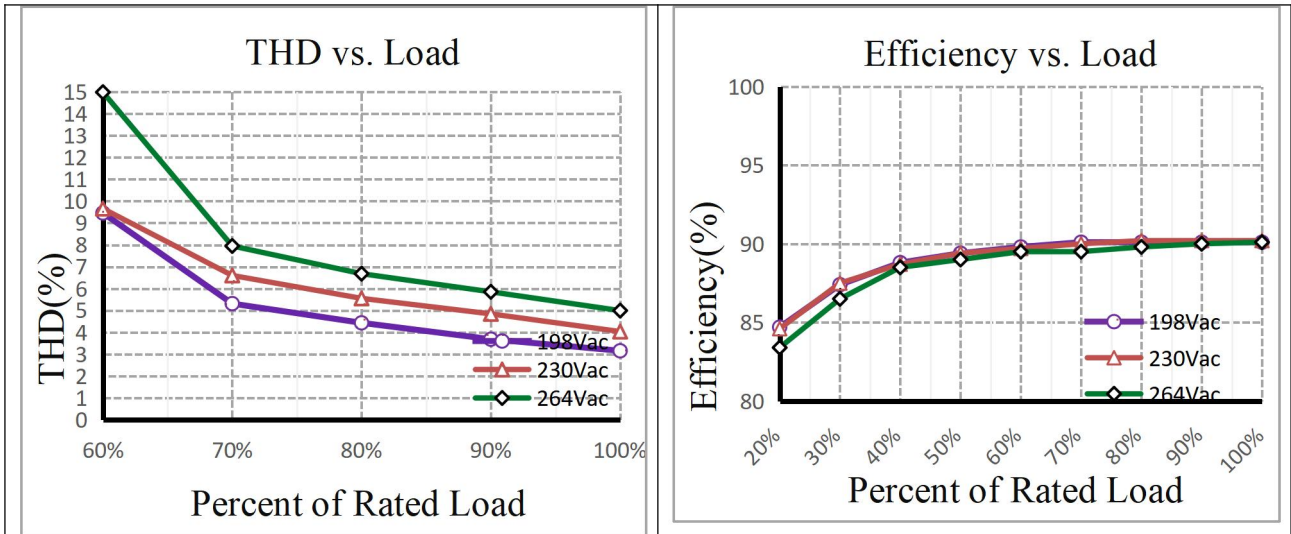 THD vs. Load
15
14
13
12
11
10
9
8
7
6
5
4
3
2
1
0
THD(%)
198Vac
230Vac
264Vac
60% 70% 80% 90% 100%
Percent of Rated Load
Efficiency vs. Load
100
95
90
85
80
Efficiency(%)
198Vac
230Vac
264Vac
20% 30% 40% 50% 60% 70% 80% 90% 100%
Percent of Rated Load